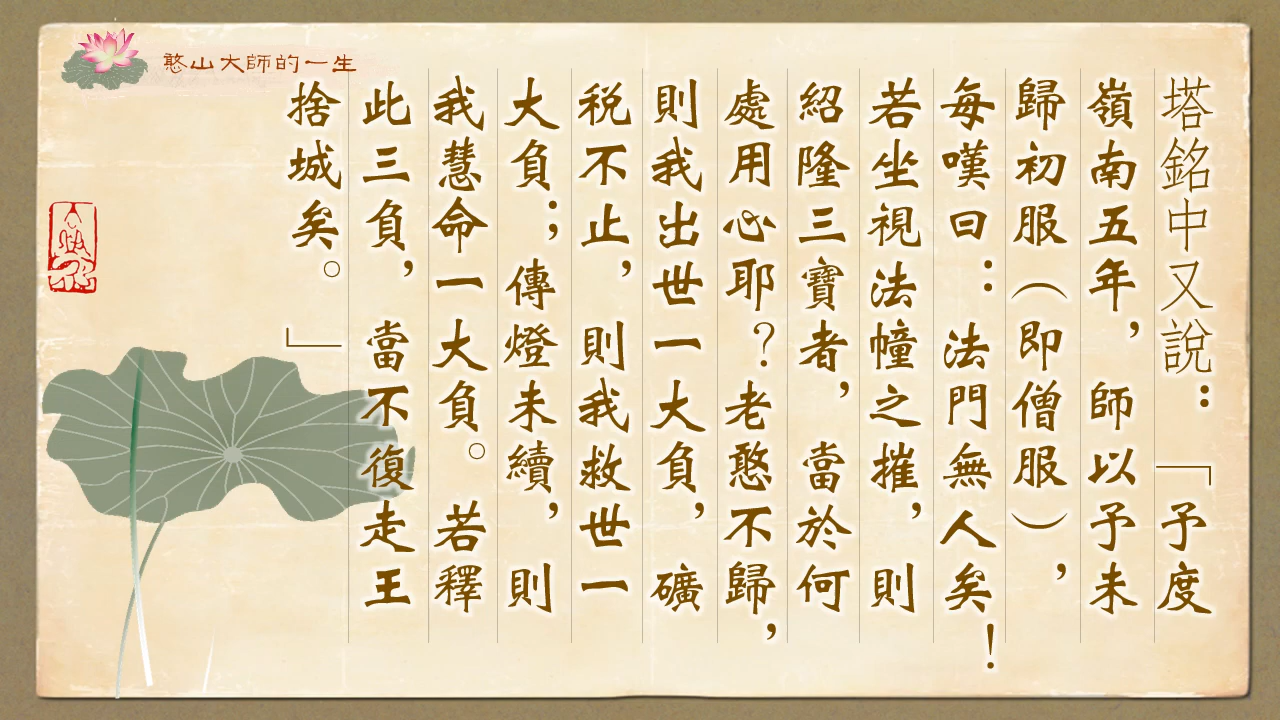 憨山大師的一生
塔銘中又說：「予度
嶺南五年，師以予未
歸初服（即僧服），
每嘆曰：法門無人矣！
若坐視法幢之摧，則
紹隆三寶者，當於何
處用心耶？老憨不歸，
則我出世一大負，礦
稅不止，則我救世一
大負；傳燈未續，則
我慧命一大負。若釋
此三負，當不復走王
捨城矣。」